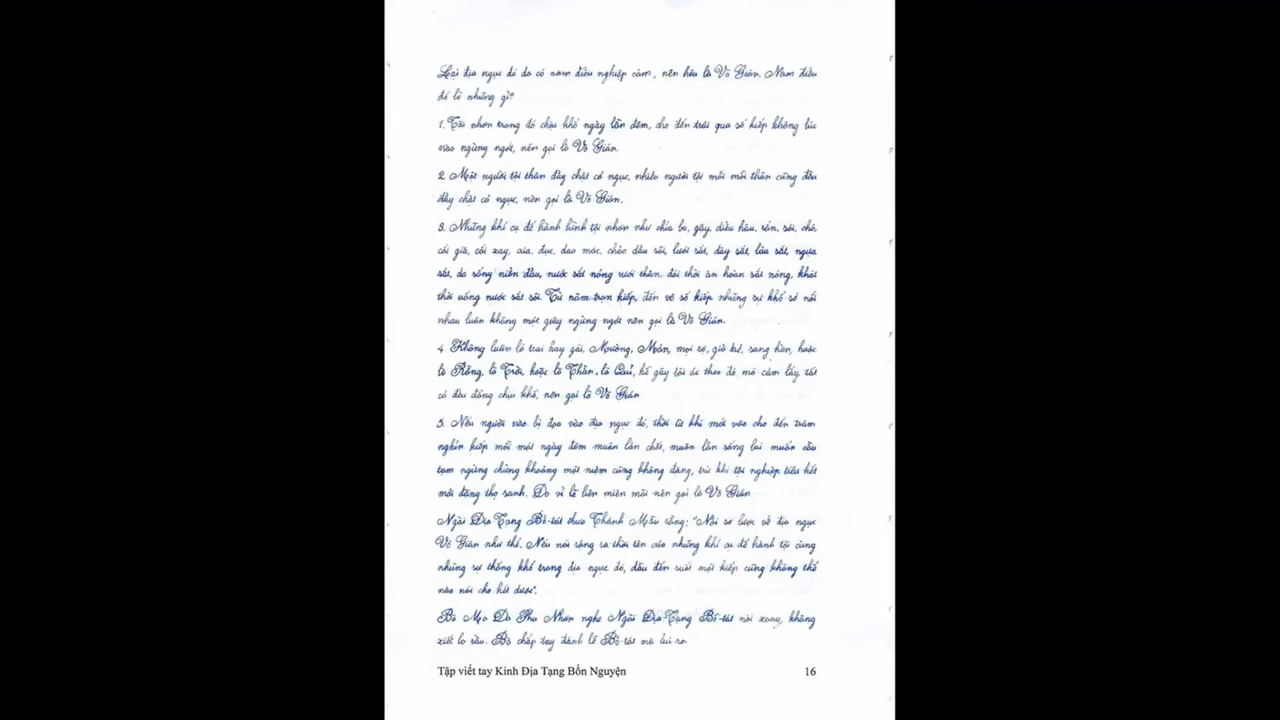 Loại địa ngục đó do có năm điều nghiệp cảm, nên kêu là Vô Gián. Năm điều
đó là những gì?
1. Tội nhơn trong đó chịu khổ ngày lẫn đêm, cho đến trải qua số kiếp không lúc
nào ngừng ngớt, nên gọi là Vô Gián.
2. Một người tội thân đầy chật cả ngục, nhiều người tội mỗi mỗi thân cũng đều
đầy chật cả ngục, nên gọi là Vô Gián.
3. Những khí cụ để hành hình tội nhơn như chĩa ba, gậy, diều hâu, rắn, sói, chó,
cối giã, cối xay, cưa, đục, dao mác, chảo dầu sôi, lưới sắt, dây sắt, lừa sắt, ngựa
sắt, da sống niền đầu, nước sắt nóng rưới thân, đói thời ăn hoàn sắt nóng, khát
thời uống nước sắt sôi. Từ năm trọn kiếp, đến vô số kiếp những sự khổ sở nối
nhau luôn không một giây ngừng ngớt nên gọi là Vô Gián.
4. Không luận là trai hay gái, Mường, Mán, mọi rợ, già trẻ, sang hèn, hoặc
là Rồng, là Trời, hoặc là Thần, là Quỉ, hễ gây tội ác theo đó mà cảm lấy, tất
cả đều đồng chịu khổ, nên gọi là Vô Gián.
5. Nếu người nào bị đọa vào địa ngục đó, thời từ khi mới vào cho đến trăm
nghìn kiếp mỗi một ngày đêm muôn lần chết, muôn lần sống lại muốn cầu
tạm ngừng chừng khoảng một niệm cũng không đặng, trừ khi tội nghiệp tiêu hết
mới đặng thọ sanh. Do vì lẽ liên miên mãi nên gọi là Vô Gián
Ngài Địa Tạng Bồ-tát thưa Thánh Mẫu rằng: "Nói sơ lược về địa ngục
Vô Gián như thế. Nếu nói rộng ra thời tên của những khí cụ để hành tội cùng
những sự thống khổ trong địa ngục đó, dầu đến suốt một kiếp cũng không thể
nào nói cho hết được".
Bà Ma Da Phu Nhơn nghe Ngài Địa Tạng Bồ-tát nói xong, không
xiết lo rầu. Bà chắp tay đảnh lễ Bồ-tát mà lui ra.
Tập viết tay Kinh Địa Tạng Bổn Nguyện 16